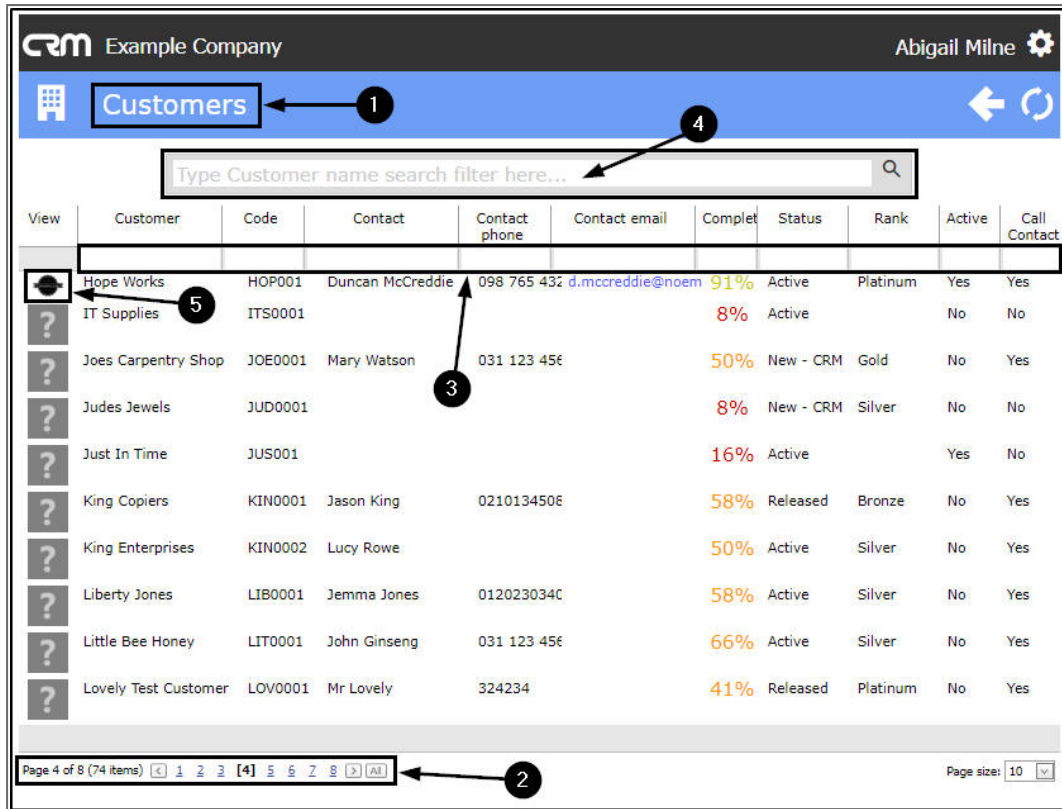 CRM Example Company Abigail Milne
Customers 1
4
Type Customer name search filter here...
View Customer Code Contact Contact phone Contact email Complet Status Rank Active Call Contact
Hope Works HOP001 Duncan McCreddie 098 765 432 d.mccreddie@noem 91% Active Platinum Yes Yes
5
? IT Supplies ITS0001 8% Active No No
? Joes Carpentry Shop JOE0001 Mary Watson 031 123 456 50% New - CRM Gold No Yes
3
? Judes Jewels JUD0001 8% New - CRM Silver No No
? Just In Time JUS001 16% Active Yes No
? King Copiers KIN0001 Jason King 0210134508 58% Released Bronze No Yes
? King Enterprises KIN0002 Lucy Rowe 50% Active Silver No Yes
? Liberty Jones LIB0001 Jemma Jones 0120230340 58% Active Silver No Yes
? Little Bee Honey LIT0001 John Ginseng 031 123 456 66% Active Silver No Yes
? Lovely Test Customer LOV0001 Mr Lovely 324234 41% Released Platinum No Yes
Page 4 of 8 (74 items) < 1 2 3 [4] 5 6 7 8 > All 2 Page size: 10